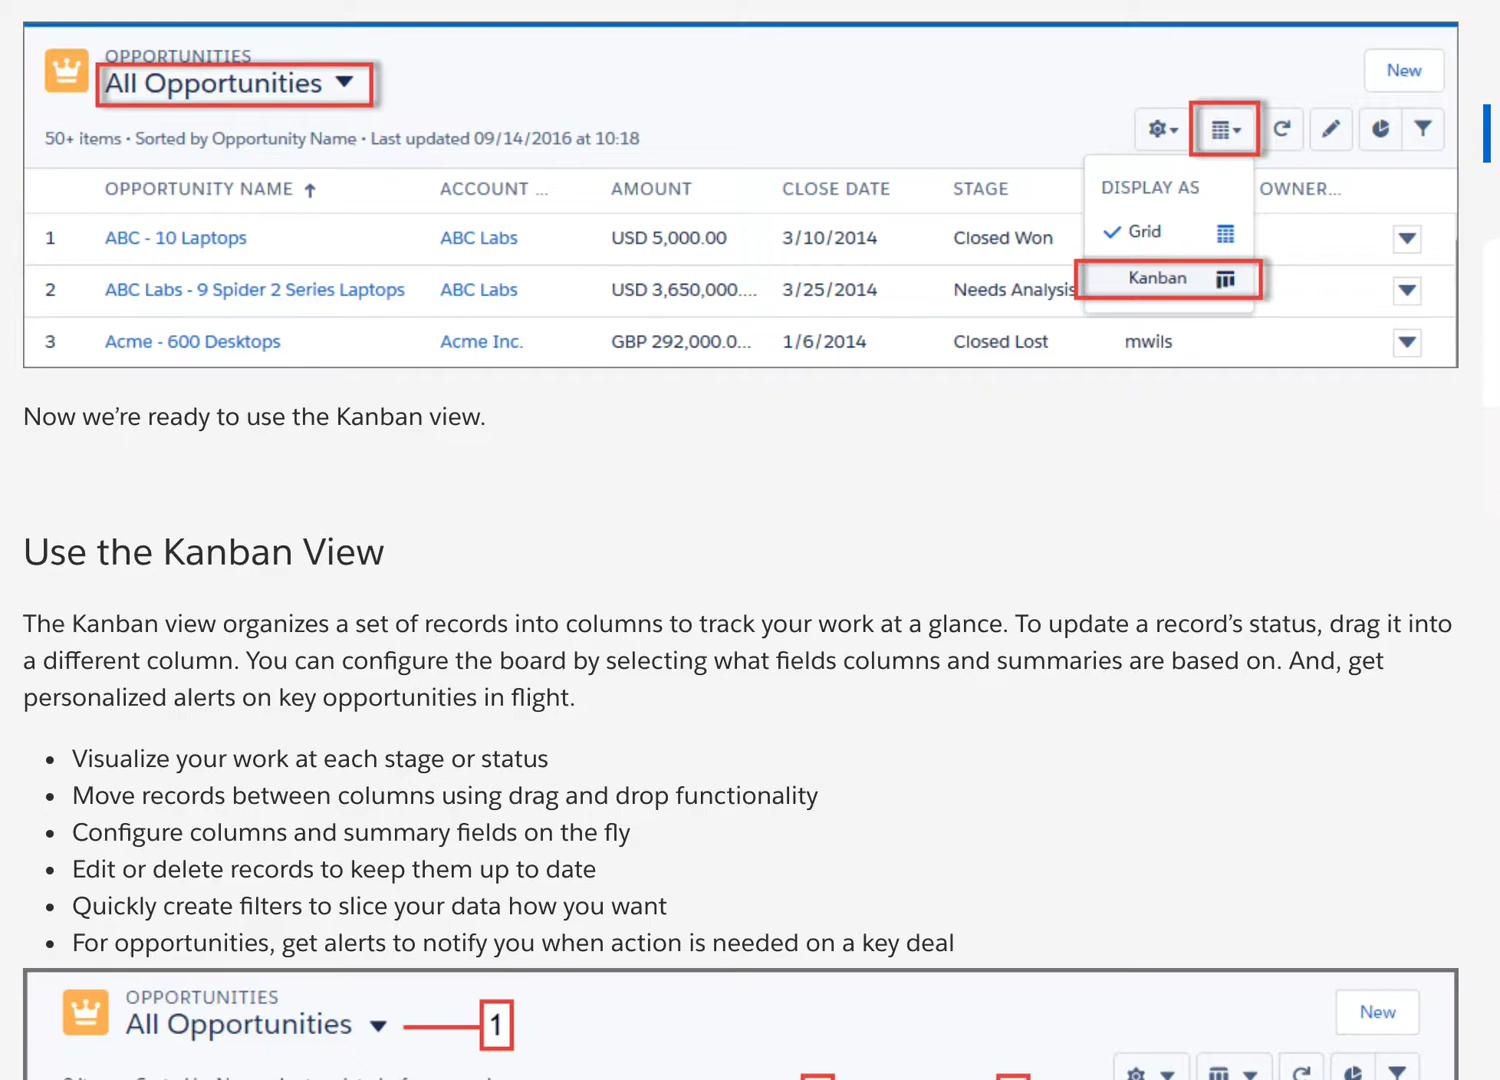 OPPORTUNITIES
All Opportunities
New
50+ items • Sorted by Opportunity Name • Last updated 09/14/2016 at 10:18
OPPORTUNITY NAME ↑ ACCOUNT ... AMOUNT CLOSE DATE STAGE DISPLAY AS OWNER...
1 ABC - 10 Laptops ABC Labs USD 5,000.00 3/10/2014 Closed Won Grid
2 ABC Labs - 9 Spider 2 Series Laptops ABC Labs USD 3,650,000.... 3/25/2014 Needs Analysis Kanban
3 Acme - 600 Desktops Acme Inc. GBP 292,000.0... 1/6/2014 Closed Lost mwils
Now we’re ready to use the Kanban view.
Use the Kanban View
The Kanban view organizes a set of records into columns to track your work at a glance. To update a record’s status, drag it into
a different column. You can configure the board by selecting what fields columns and summaries are based on. And, get
personalized alerts on key opportunities in flight.
• Visualize your work at each stage or status
• Move records between columns using drag and drop functionality
• Configure columns and summary fields on the fly
• Edit or delete records to keep them up to date
• Quickly create filters to slice your data how you want
• For opportunities, get alerts to notify you when action is needed on a key deal
OPPORTUNITIES
All Opportunities 1
New